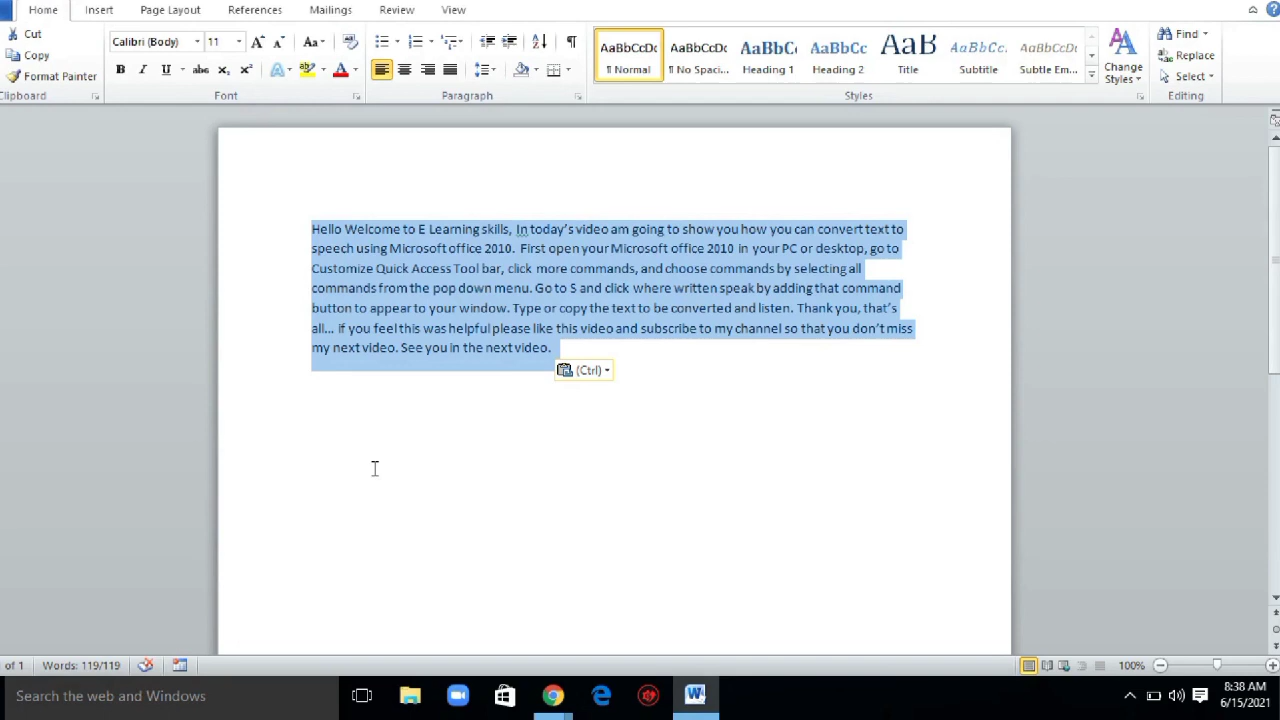 Home Insert Page Layout References Mailings Review View
Cut
Copy
Format Painter
Clipboard
Calibri (Body) 11 Aa
B I U abc x₂ x² A ab A
Font
Paragraph
AaBbCcDc AaBbCcDc AaBbC AaBbCc AaB AaBbCc. AaBbCcDc
¶ Normal ¶ No Spaci... Heading 1 Heading 2 Title Subtitle Subtle Em...
Change
Styles
Styles
Find
Replace
Select
Editing
Hello Welcome to E Learning skills, In today's video am going to show you how you can convert text to
speech using Microsoft office 2010. First open your Microsoft office 2010 in your PC or desktop, go to
Customize Quick Access Tool bar, click more commands, and choose commands by selecting all
commands from the pop down menu. Go to S and click where written speak by adding that command
button to appear to your window. Type or copy the text to be converted and listen. Thank you, that's
all... if you feel this was helpful please like this video and subscribe to my channel so that you don't miss
my next video. See you in the next video.
(Ctrl)
of 1 Words: 119/119 100%
Search the web and Windows
8:38 AM
6/15/2021